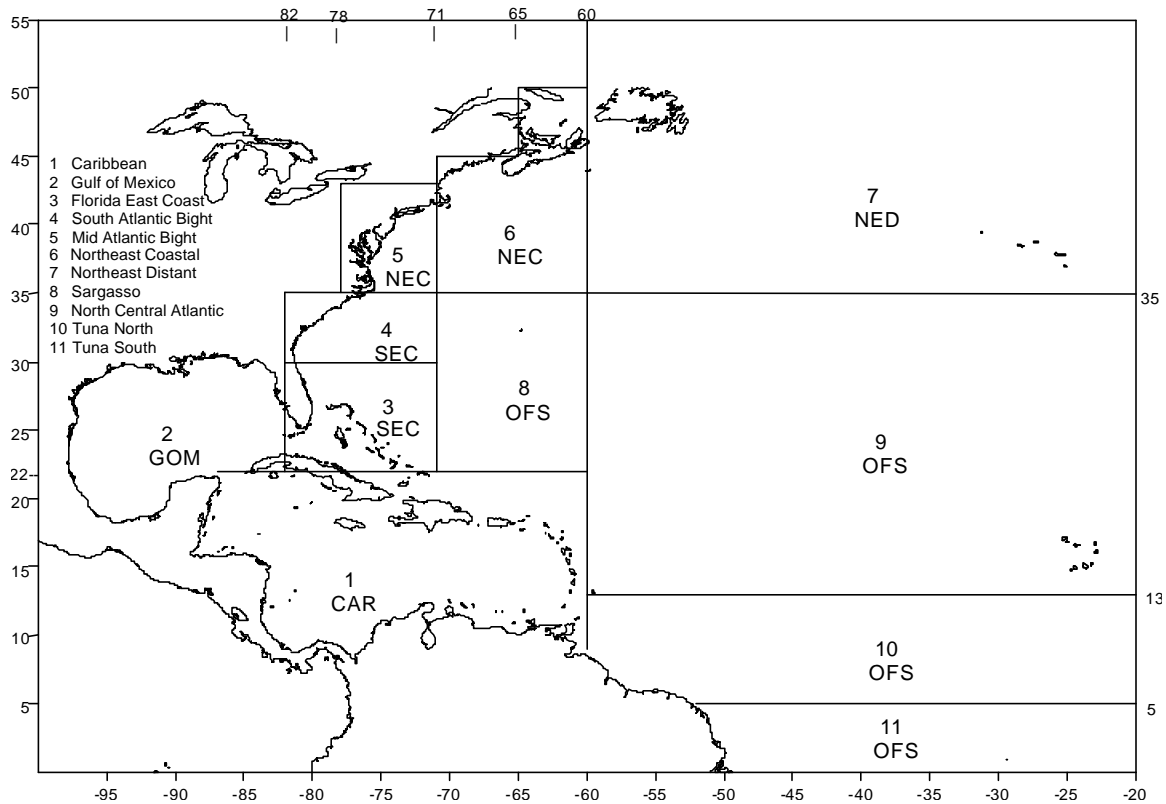 82 78 71 65 60
55
50
45
40
35
30
25
22
20
15
10
5
1 Caribbean
2 Gulf of Mexico
3 Florida East Coast
4 South Atlantic Bight
5 Mid Atlantic Bight
6 Northeast Coastal
7 Northeast Distant
8 Sargasso
9 North Central Atlantic
10 Tuna North
11 Tuna South
7
NED
6
NEC
5
NEC
35
4
SEC
8
OFS
3
SEC
2
GOM
9
OFS
1
CAR
13
10
OFS
5
11
OFS
-95 -90 -85 -80 -75 -70 -65 -60 -55 -50 -45 -40 -35 -30 -25 -20